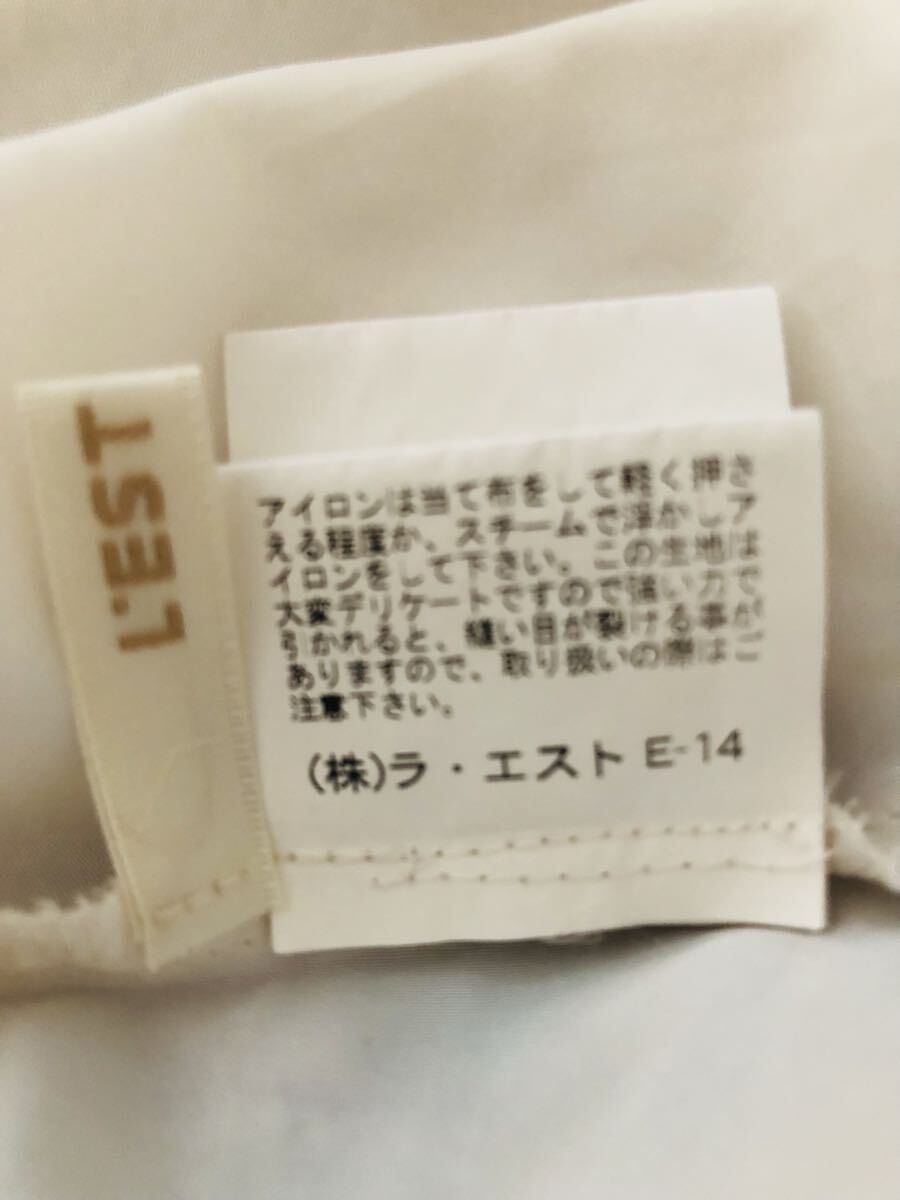 L'EST
アイロンは当て布をして軽く押さ
える程度か、スチームで浮かしア
イロンをして下さい。この生地は
大変デリケートですので強い力で
引かれると、縫い目が裂ける事が
ありますので、取り扱いの際はご
注意下さい。
(株)ラ・エスト E-14